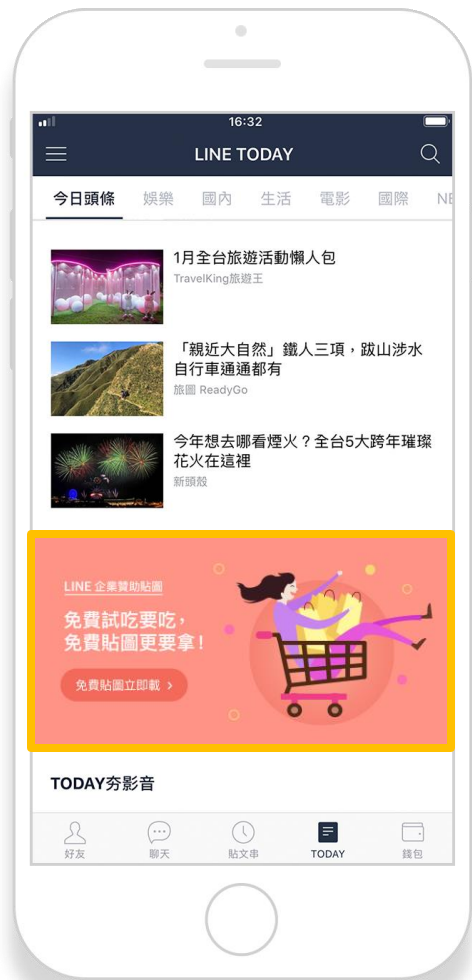 16:32
LINE TODAY
今日頭條 娛樂 國內 生活 電影 國際 NE
1月全台旅遊活動懶人包
TravelKing旅遊王
「親近大自然」鐵人三項，跋山涉水
自行車通通都有
旅圖 ReadyGo
今年想去哪看煙火？全台5大跨年璀璨
花火在這裡
新頭殼
LINE 企業贊助貼圖
免費試吃要吃，
免費貼圖更要拿！
免費貼圖立即載 >
TODAY夯影音
好友 聊天 貼文串 TODAY 錢包